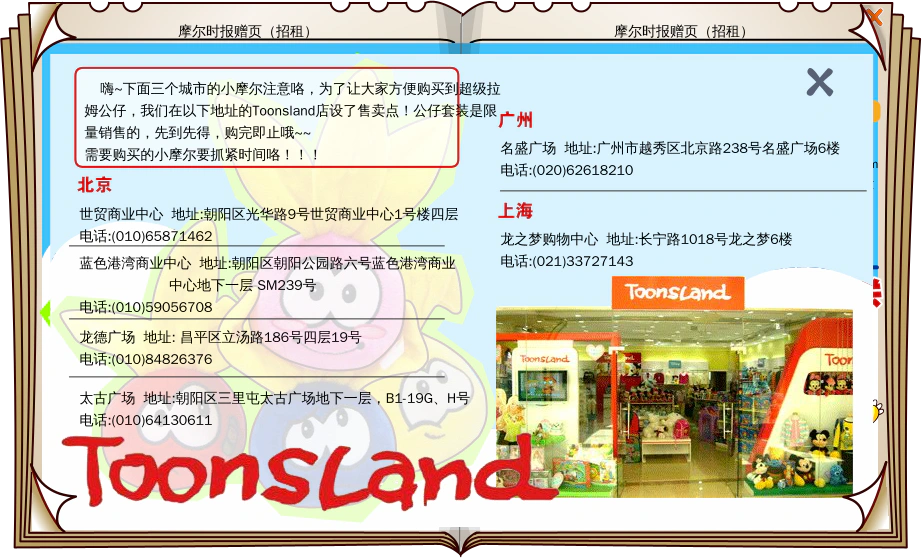 摩尔时报赠页（招租）
摩尔时报赠页（招租）
嗨~下面三个城市的小摩尔注意咯，为了让大家方便购买到超级拉
姆公仔，我们在以下地址的Toonsland店设了售卖点！公仔套装是限
量销售的，先到先得，购完即止哦~~
需要购买的小摩尔要抓紧时间咯！！！
北京
世贸商业中心 地址:朝阳区光华路9号世贸商业中心1号楼四层
电话:(010)65871462
蓝色港湾商业中心 地址:朝阳区朝阳公园路六号蓝色港湾商业
中心地下一层 SM239号
电话:(010)59056708
龙德广场 地址: 昌平区立汤路186号四层19号
电话:(010)84826376
太古广场 地址:朝阳区三里屯太古广场地下一层，B1-19G、H号
电话:(010)64130611
ToonsLand
广州
名盛广场 地址:广州市越秀区北京路238号名盛广场6楼
电话:(020)62618210
上海
龙之梦购物中心 地址:长宁路1018号龙之梦6楼
电话:(021)33727143
ToonsLand
ToonsLand
Toon